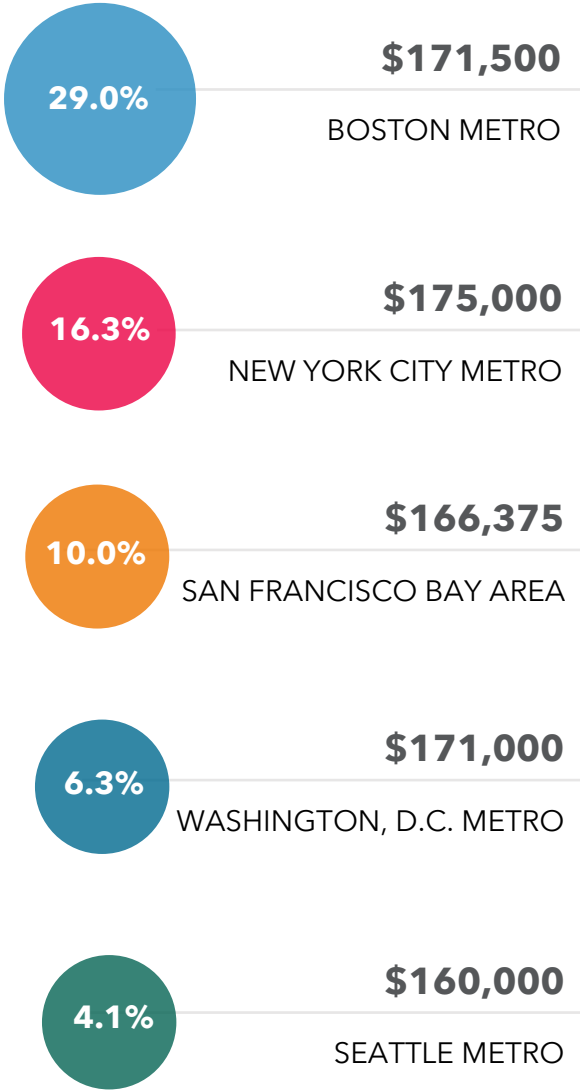 $171,500
29.0%
BOSTON METRO
$175,000
16.3%
NEW YORK CITY METRO
$166,375
10.0%
SAN FRANCISCO BAY AREA
$171,000
6.3%
WASHINGTON, D.C. METRO
$160,000
4.1%
SEATTLE METRO